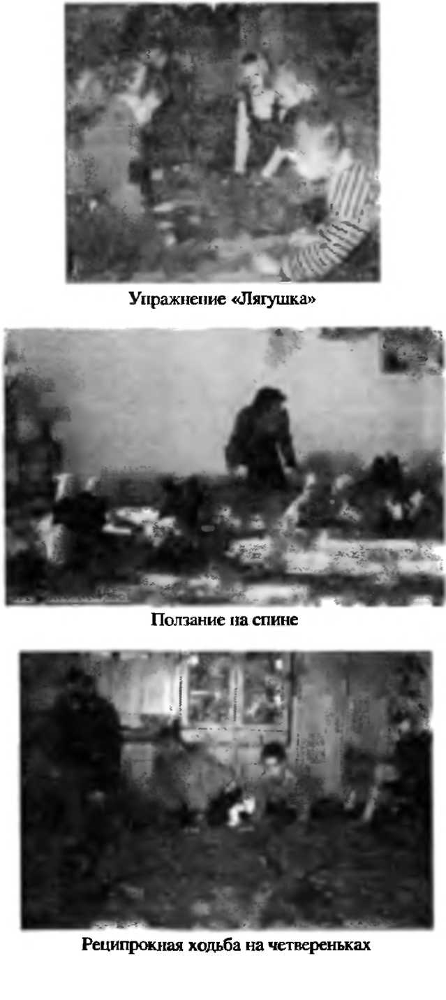 Упражнение «Лягушка»
Ползание на спине
Реципрокная ходьба на четвереньках